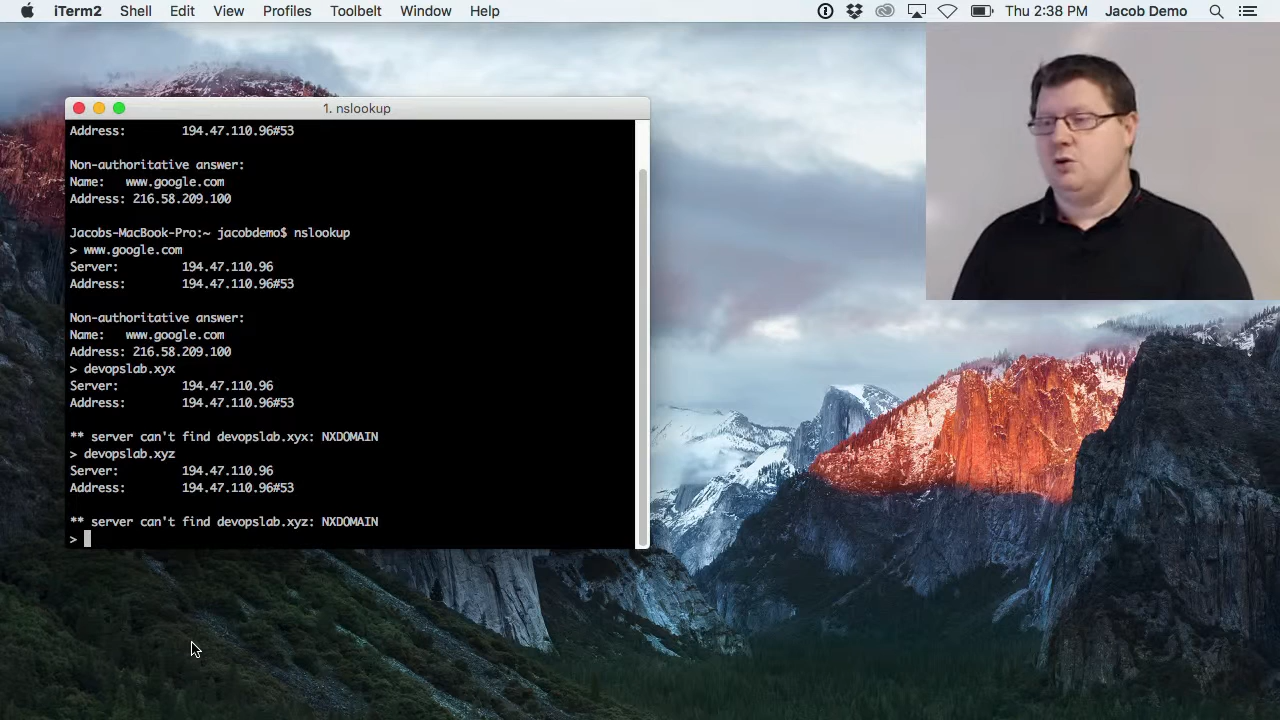 iTerm2 Shell Edit View Profiles Toolbelt Window Help Thu 2:38 PM Jacob Demo
1. nslookup
Address: 194.47.110.96#53
Non-authoritative answer:
Name: www.google.com
Address: 216.58.209.100
Jacobs-MacBook-Pro:~ jacobdemo$ nslookup
> www.google.com
Server: 194.47.110.96
Address: 194.47.110.96#53
Non-authoritative answer:
Name: www.google.com
Address: 216.58.209.100
> devopslab.xyx
Server: 194.47.110.96
Address: 194.47.110.96#53
** server can't find devopslab.xyx: NXDOMAIN
> devopslab.xyz
Server: 194.47.110.96
Address: 194.47.110.96#53
** server can't find devopslab.xyz: NXDOMAIN
>